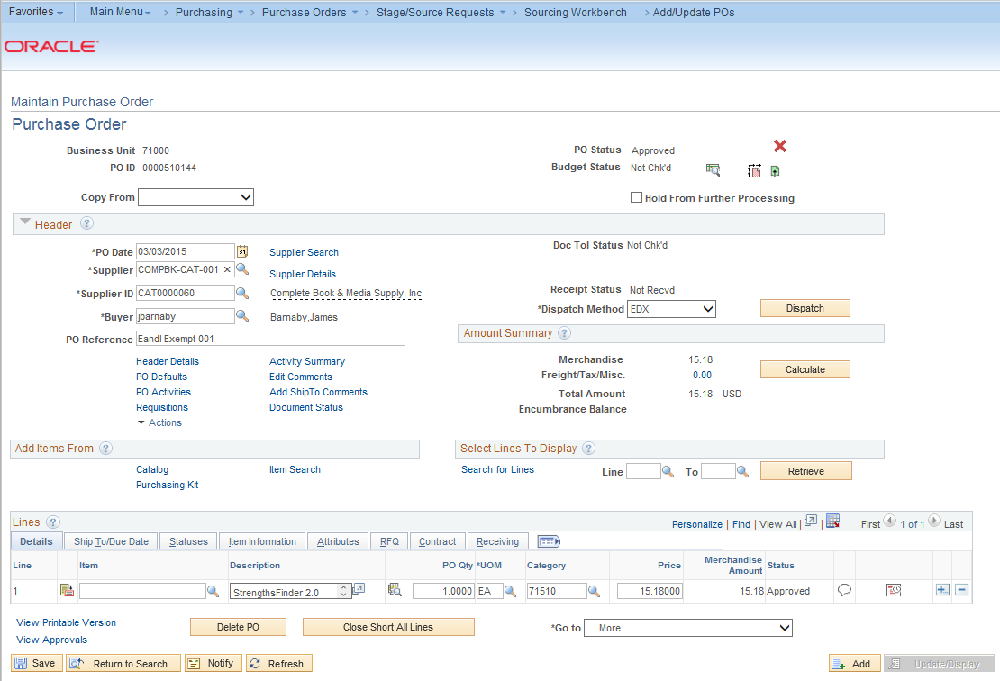 Favorites Main Menu Purchasing Purchase Orders Stage/Source Requests Sourcing Workbench Add/Update POs
ORACLE
Maintain Purchase Order
Purchase Order
Business Unit 71000 PO Status Approved
PO ID 0000510144 Budget Status Not Chk'd
Copy From Hold From Further Processing
Header ?
*PO Date 03/03/2015 31 Supplier Search Doc Tol Status Not Chk'd
*Supplier COMPBK-CAT-001 × Supplier Details
*Supplier ID CAT0000060 Complete Book & Media Supply, Inc Receipt Status Not Recvd
*Buyer jbarnaby Barnaby,James *Dispatch Method EDX Dispatch
PO Reference EandI Exempt 001 Amount Summary ?
Header Details Activity Summary Merchandise 15.18
PO Defaults Edit Comments Freight/Tax/Misc. 0.00 Calculate
PO Activities Add ShipTo Comments Total Amount 15.18 USD
Requisitions Document Status Encumbrance Balance
Actions
Add Items From ? Select Lines To Display ?
Catalog Item Search Search for Lines Line To Retrieve
Purchasing Kit
Lines ? Personalize | Find | View All | | First 1 of 1 Last
Details Ship To/Due Date Statuses Item Information Attributes RFQ Contract Receiving
Line Item Description PO Qty *UOM Category Price Merchandise Amount Status
1 StrengthsFinder 2.0 1.0000 EA 71510 15.18000 15.18 Approved
View Printable Version Delete PO Close Short All Lines *Go to ... More ...
View Approvals
Save Return to Search Notify Refresh Add Update/Display